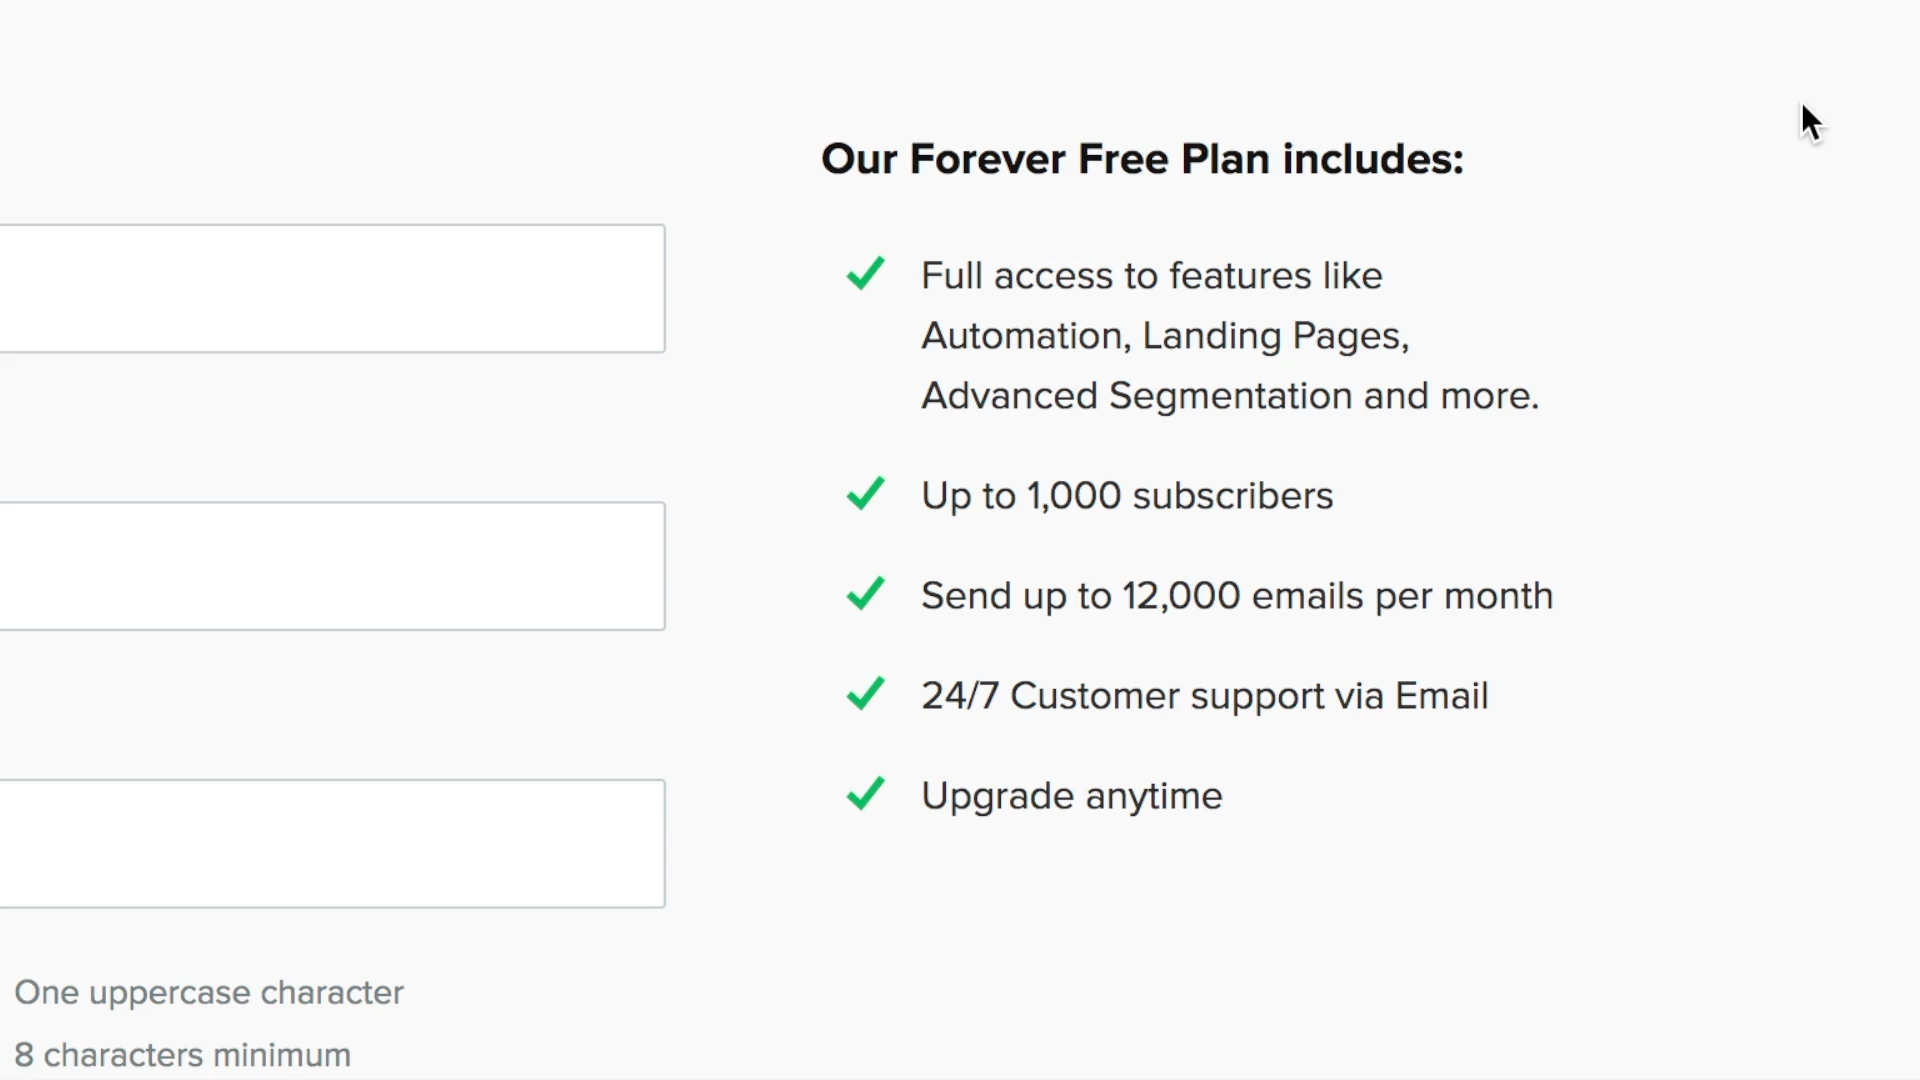 Our Forever Free Plan includes:
Full access to features like
Automation, Landing Pages,
Advanced Segmentation and more.
Up to 1,000 subscribers
Send up to 12,000 emails per month
24/7 Customer support via Email
Upgrade anytime
One uppercase character
8 characters minimum